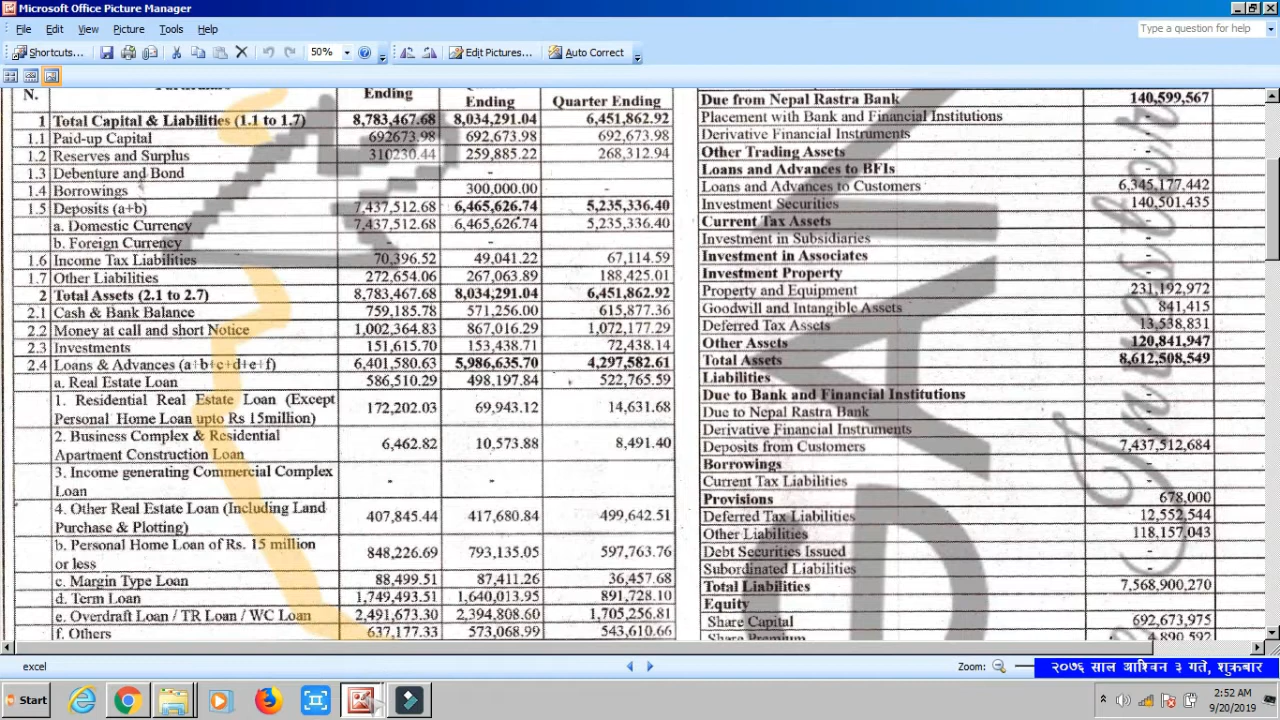 Microsoft Office Picture Manager
File Edit View Picture Tools Help
Type a question for help
Shortcuts...
50%
Edit Pictures...
Auto Correct
N.
Ending
Ending
Quarter Ending
1 Total Capital & Liabilities (1.1 to 1.7) 8,783,467.68 8,034,291.04 6,451,862.92
1.1 Paid-up Capital 692673.98 692,673.98 692,673.98
1.2 Reserves and Surplus 310230.44 259,885.22 268,312.94
1.3 Debenture and Bond -
1.4 Borrowings 300,000.00 -
1.5 Deposits (a+b) 7,437,512.68 6,465,626.74 5,235,336.40
a. Domestic Currency 7,437,512.68 6,465,626.74 5,235,336.40
b. Foreign Currency - -
1.6 Income Tax Liabilities 70,396.52 49,041.22 67,114.59
1.7 Other Liabilities 272,654.06 267,063.89 188,425.01
2 Total Assets (2.1 to 2.7) 8,783,467.68 8,034,291.04 6,451,862.92
2.1 Cash & Bank Balance 759,185.78 571,256.00 615,877.36
2.2 Money at call and short Notice 1,002,364.83 867,016.29 1,072,177.29
2.3 Investments 151,615.70 153,438.71 72,438.14
2.4 Loans & Advances (a+b+c+d+e+f) 6,401,580.63 5,986,635.70 4,297,582.61
a. Real Estate Loan 586,510.29 498,197.84 522,765.59
1. Residential Real Estate Loan (Except
Personal Home Loan upto Rs 15million) 172,202.03 69,943.12 14,631.68
2. Business Complex & Residential
Apartment Construction Loan 6,462.82 10,573.88 8,491.40
3. Income generating Commercial Complex
Loan - -
4. Other Real Estate Loan (Including Land
Purchase & Plotting) 407,845.44 417,680.84 499,642.51
b. Personal Home Loan of Rs. 15 million
or less 848,226.69 793,135.05 597,763.76
c. Margin Type Loan 88,499.51 87,411.26 36,457.68
d. Term Loan 1,749,493.51 1,640,013.95 891,728.10
e. Overdraft Loan / TR Loan / WC Loan 2,491,673.30 2,394,808.60 1,705,256.81
f. Others 637,177.33 573,068.99 543,610.66
Due from Nepal Rastra Bank 140,599,567
Placement with Bank and Financial Institutions -
Derivative Financial Instruments -
Other Trading Assets -
Loans and Advances to BFIs -
Loans and Advances to Customers 6,345,177,442
Investment Securities 140,501,435
Current Tax Assets -
Investment in Subsidiaries -
Investment in Associates -
Investment Property -
Property and Equipment 231,192,972
Goodwill and Intangible Assets 841,415
Deferred Tax Assets 13,538,831
Other Assets 120,841,947
Total Assets 8,612,508,549
Liabilities
Due to Bank and Financial Institutions -
Due to Nepal Rastra Bank -
Derivative Financial Instruments -
Deposits from Customers 7,437,512,684
Borrowings -
Current Tax Liabilities -
Provisions 678,000
Deferred Tax Liabilities 12,552,544
Other Liabilities 118,157,043
Debt Securities Issued -
Subordinated Liabilities -
Total Liabilities 7,568,900,270
Equity
Share Capital 692,673,975
Share Premium 4,890,592
excel
Zoom:
२०७६ साल आश्विन ३ गते, शुक्रबार
Start
2:52 AM
9/20/2019